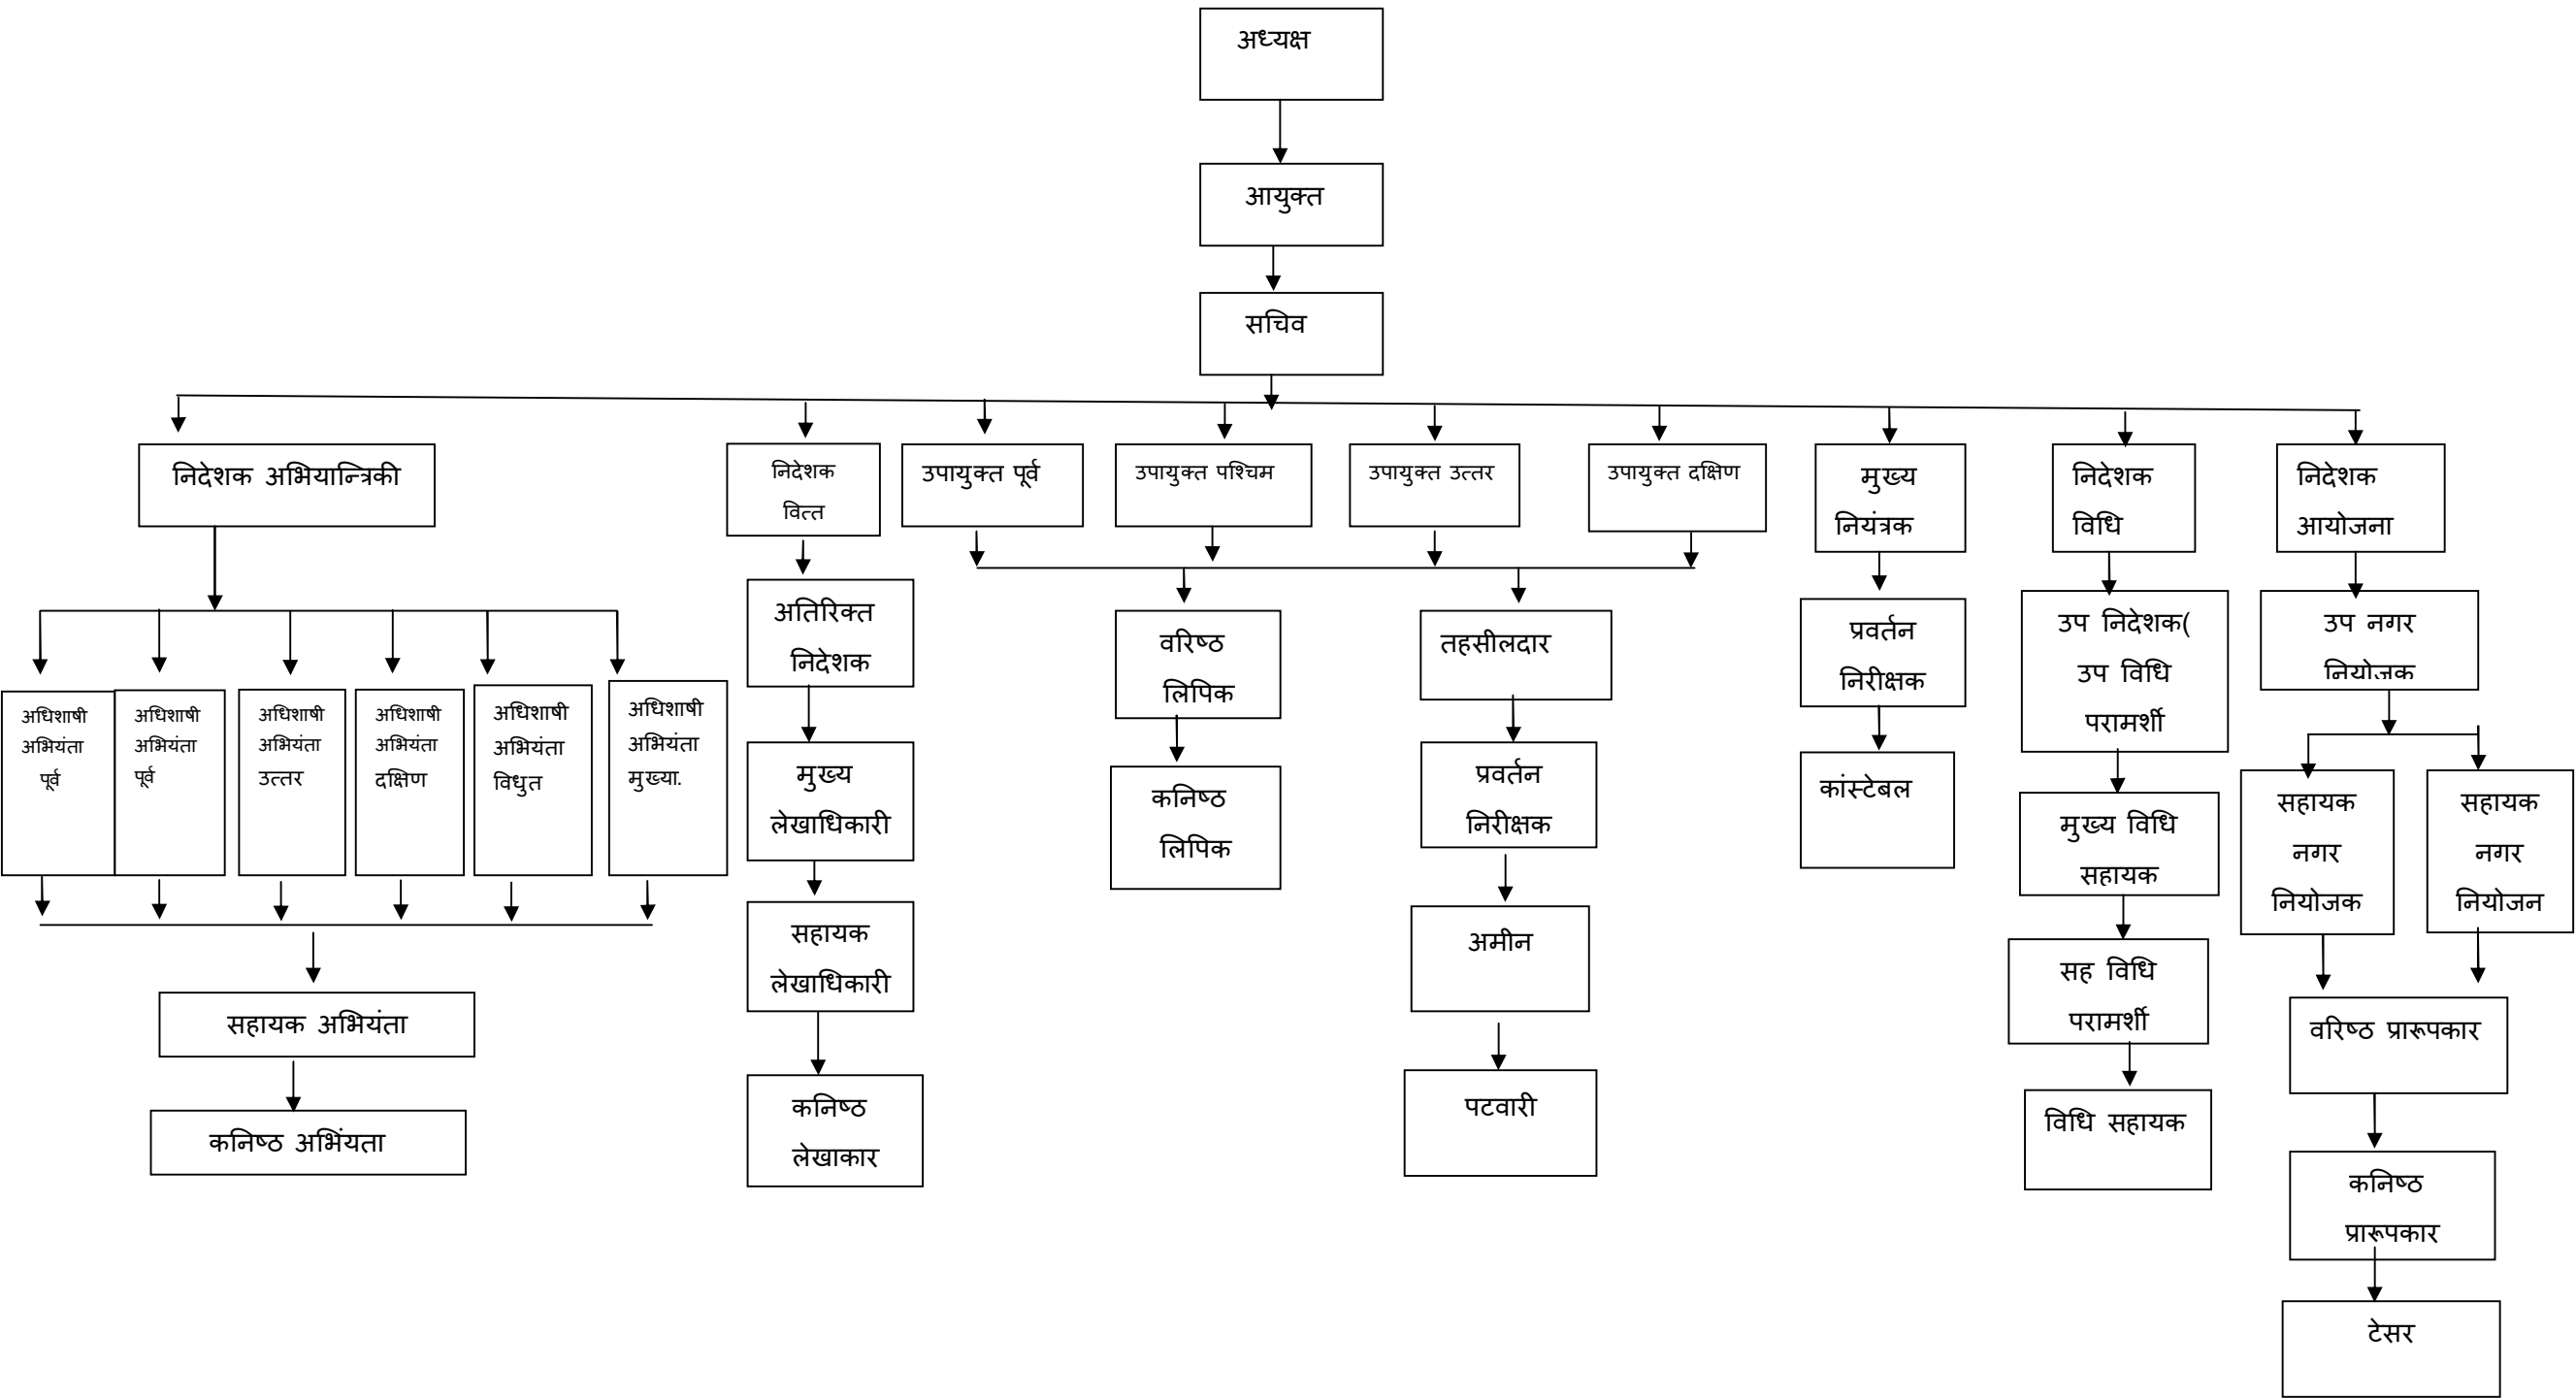 अध्यक्ष
आयुक्त
सचिव
निदेशक अभियान्त्रिकी
निदेशक
वित्त
उपायुक्त पूर्व
उपायुक्त पश्चिम
उपायुक्त उत्तर
उपायुक्त दक्षिण
मुख्य
नियंत्रक
निदेशक
विधि
निदेशक
आयोजना
अधिशाषी
अभियंता
पूर्व
अधिशाषी
अभियंता
पूर्व
अधिशाषी
अभियंता
उत्तर
अधिशाषी
अभियंता
दक्षिण
अधिशाषी
अभियंता
विधुत
अधिशाषी
अभियंता
मुख्या.
सहायक अभियंता
कनिष्ठ अभिंयता
अतिरिक्त
निदेशक
मुख्य
लेखाधिकारी
सहायक
लेखाधिकारी
कनिष्ठ
लेखाकार
वरिष्ठ
लिपिक
कनिष्ठ
लिपिक
तहसीलदार
प्रवर्तन
निरीक्षक
अमीन
पटवारी
प्रवर्तन
निरीक्षक
कांस्टेबल
उप निदेशक(
उप विधि
परामर्शी
मुख्य विधि
सहायक
सह विधि
परामर्शी
विधि सहायक
उप नगर
नियोजक
सहायक
नगर
नियोजक
सहायक
नगर
नियोजन
वरिष्ठ प्रारूपकार
कनिष्ठ
प्रारूपकार
टेसर